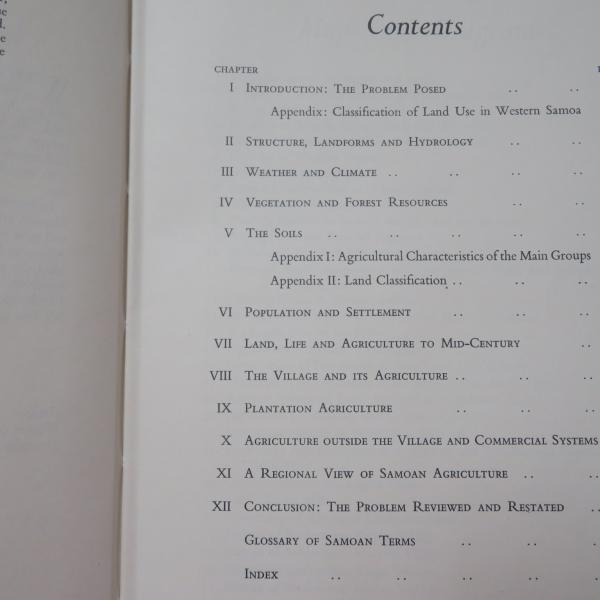 Contents
CHAPTER
I Introduction: The Problem Posed .. ..
Appendix: Classification of Land Use in Western Samoa
II Structure, Landforms and Hydrology .. ..
III Weather and Climate .. .. .. ..
IV Vegetation and Forest Resources .. ..
V The Soils .. .. .. .. ..
Appendix I: Agricultural Characteristics of the Main Groups
Appendix II: Land Classification .. .. ..
VI Population and Settlement .. .. ..
VII Land, Life and Agriculture to Mid-Century ..
VIII The Village and its Agriculture .. .. ..
IX Plantation Agriculture .. .. ..
X Agriculture outside the Village and Commercial Systems
XI A Regional View of Samoan Agriculture .. ..
XII Conclusion: The Problem Reviewed and Restated ..
Glossary of Samoan Terms .. .. ..
Index .. .. .. .. ..